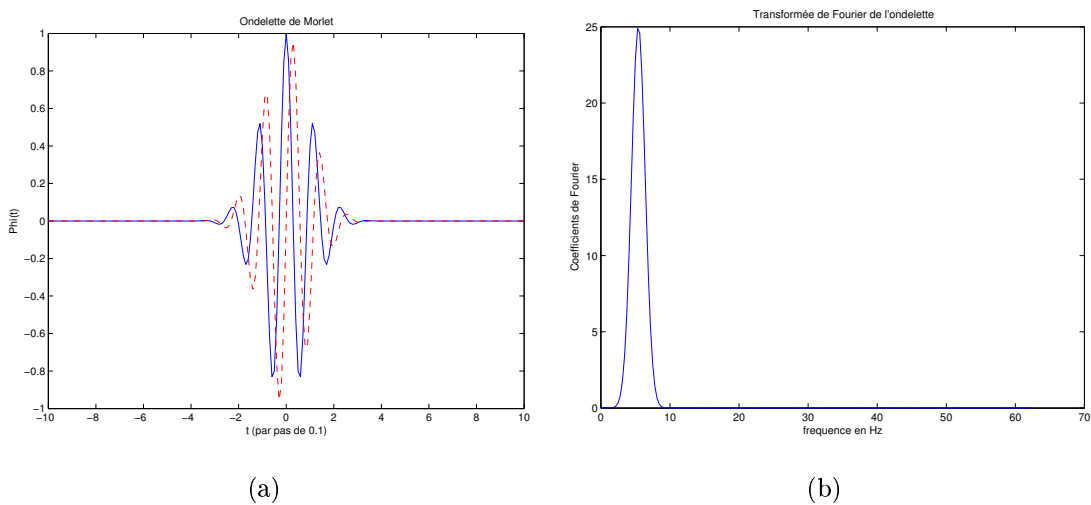 Ondelette de Morlet
1
0.8
0.6
0.4
0.2
0
−0.2
−0.4
−0.6
−0.8
−1
Phi(t)
−10 −8 −6 −4 −2 0 2 4 6 8 10
t (par pas de 0.1)
(a)
Transformée de Fourier de l'ondelette
25
20
15
10
5
0
Coefficients de Fourier
0 10 20 30 40 50 60 70
frequence en Hz
(b)